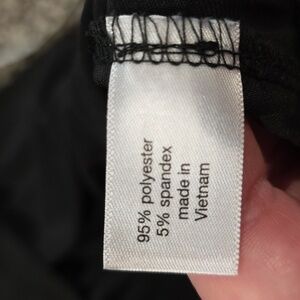 95% polyester
5% spandex
made in
Vietnam